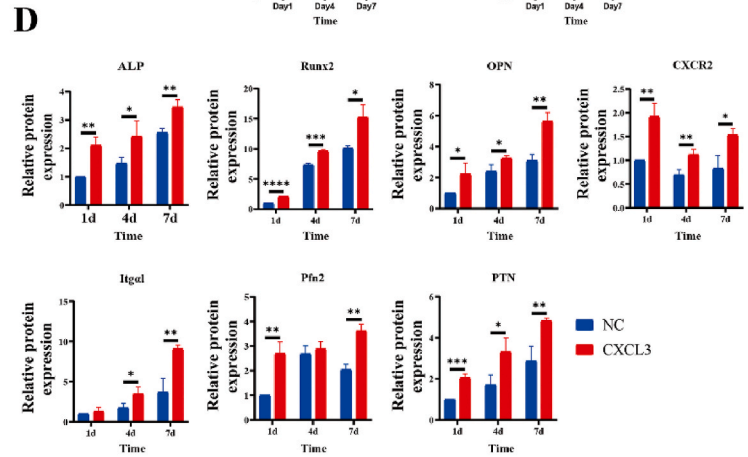 Day1 Day4 Day7
Time
Day1 Day4 Day7
Time
D
ALP
Relative protein
expression
4
3
2
1
0
**
*
**
1d 4d 7d
Time
Runx2
Relative protein
expression
20
15
10
5
0
****
***
*
1d 4d 7d
Time
OPN
Relative protein
expression
8
6
4
2
0
*
*
**
1d 4d 7d
Time
CXCR2
Relative protein
expression
2.5
2.0
1.5
1.0
0.5
0.0
**
**
*
1d 4d 7d
Time
Itgαl
Relative protein
expression
15
10
5
0
*
**
1d 4d 7d
Time
Pfn2
Relative protein
expression
5
4
3
2
1
0
**
**
1d 4d 7d
Time
PTN
Relative protein
expression
6
4
2
0
***
*
**
1d 4d 7d
Time
NC
CXCL3